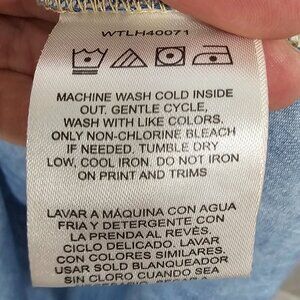 WTLH40071
MACHINE WASH COLD INSIDE
OUT. GENTLE CYCLE,
WASH WITH LIKE COLORS.
ONLY NON-CHLORINE BLEACH
IF NEEDED. TUMBLE DRY
LOW, COOL IRON. DO NOT IRON
ON PRINT AND TRIMS
LAVAR A MÁQUINA CON AGUA
FRIA Y DETERGENTE CON
LA PRENDA AL REVÉS.
CICLO DELICADO. LAVAR
CON COLORES SIMILARES.
USAR SOLO BLANQUEADOR
SIN CLORO CUANDO SEA